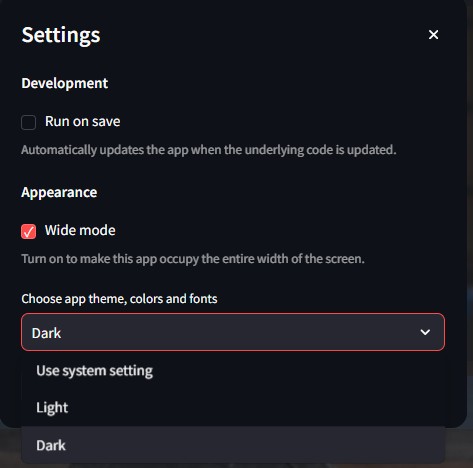 Settings
Development
Run on save
Automatically updates the app when the underlying code is updated.
Appearance
Wide mode
Turn on to make this app occupy the entire width of the screen.
Choose app theme, colors and fonts
Dark
Use system setting
Light
Dark